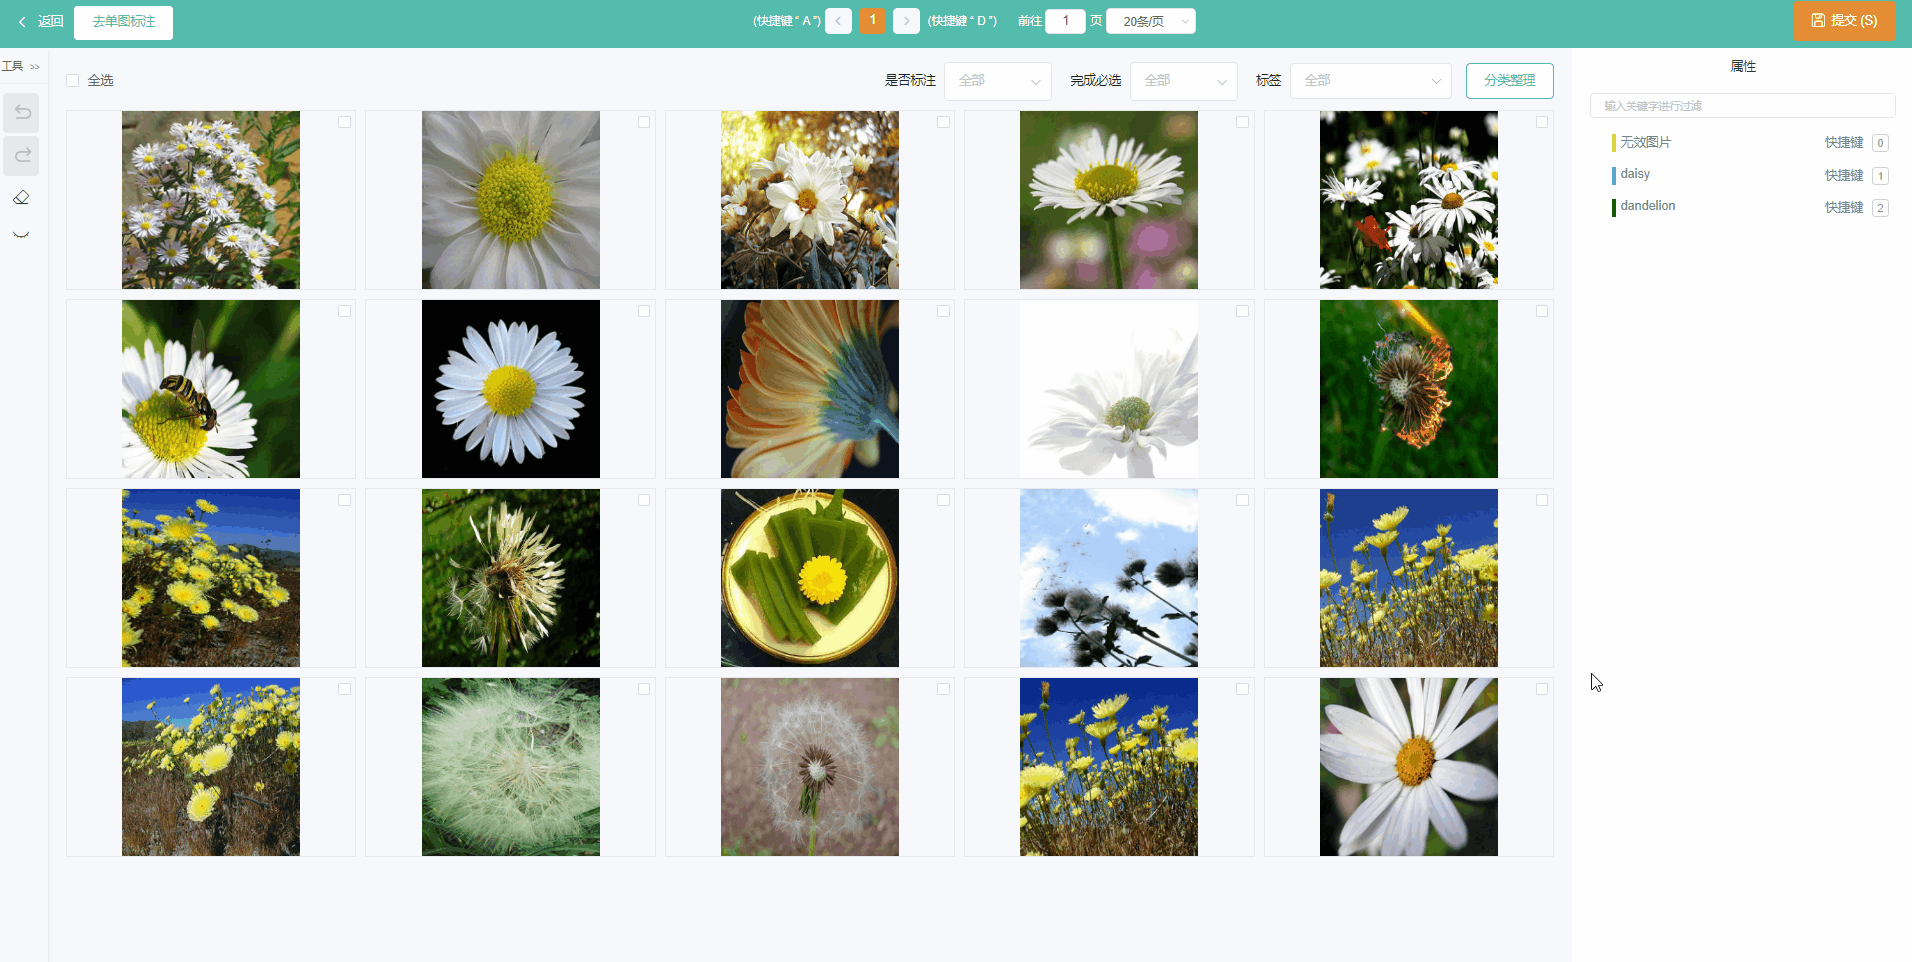 返回
去单图标注
(快捷键 “ A ”)
1
(快捷键 “ D ”)
前往 1 页
20条/页
提交 (S)
工具 >>
全选
是否标注 全部
完成必选 全部
标签 全部
分类整理
属性
输入关键字进行过滤
无效图片 快捷键 0
daisy 快捷键 1
dandelion 快捷键 2